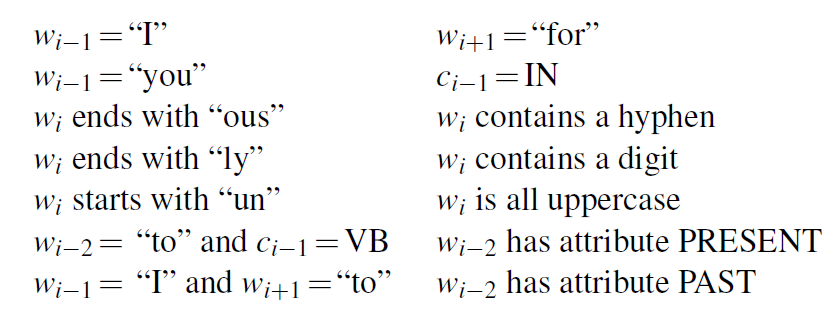 w_{i−1}=“I”
w_{i−1}=“you”
w_i ends with “ous”
w_i ends with “ly”
w_i starts with “un”
w_{i−2}= “to” and c_{i−1}=VB
w_{i−1}= “I” and w_{i+1}=“to”
w_{i+1}=“for”
c_{i−1}=IN
w_i contains a hyphen
w_i contains a digit
w_i is all uppercase
w_{i−2} has attribute PRESENT
w_{i−2} has attribute PAST